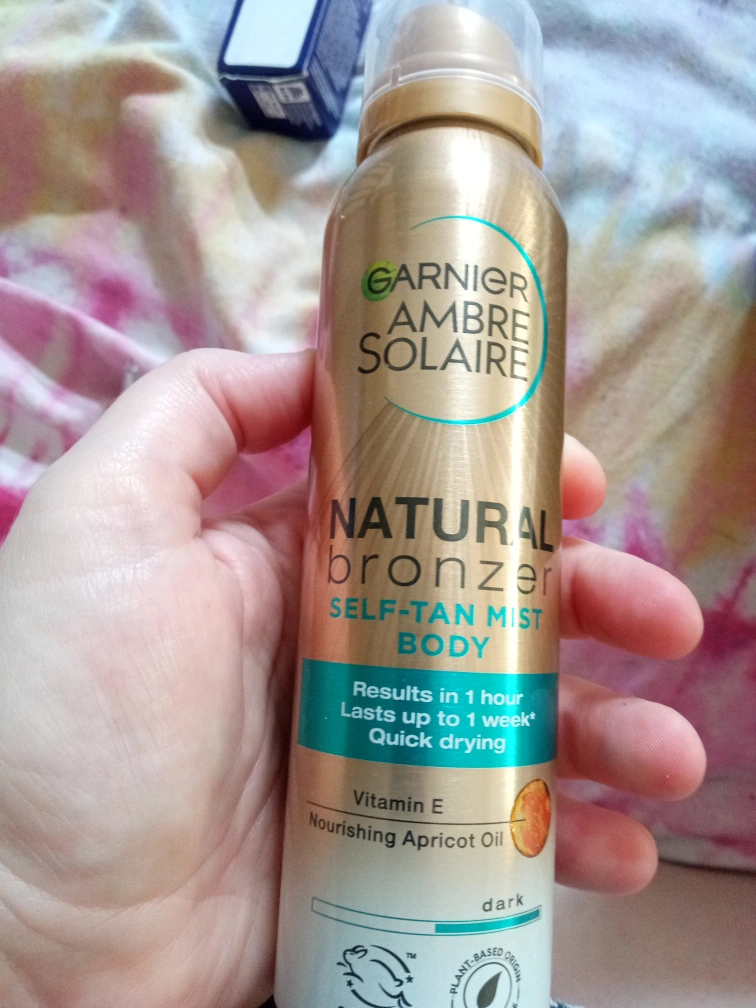 GARNIER
AMBRE
SOLAIRE
NATURAL
bronzer
SELF-TAN MIST
BODY
Results in 1 hour
Lasts up to 1 week*
Quick drying
Vitamin E
Nourishing Apricot Oil
dark
TM
PLANT-BASED ORIGIN